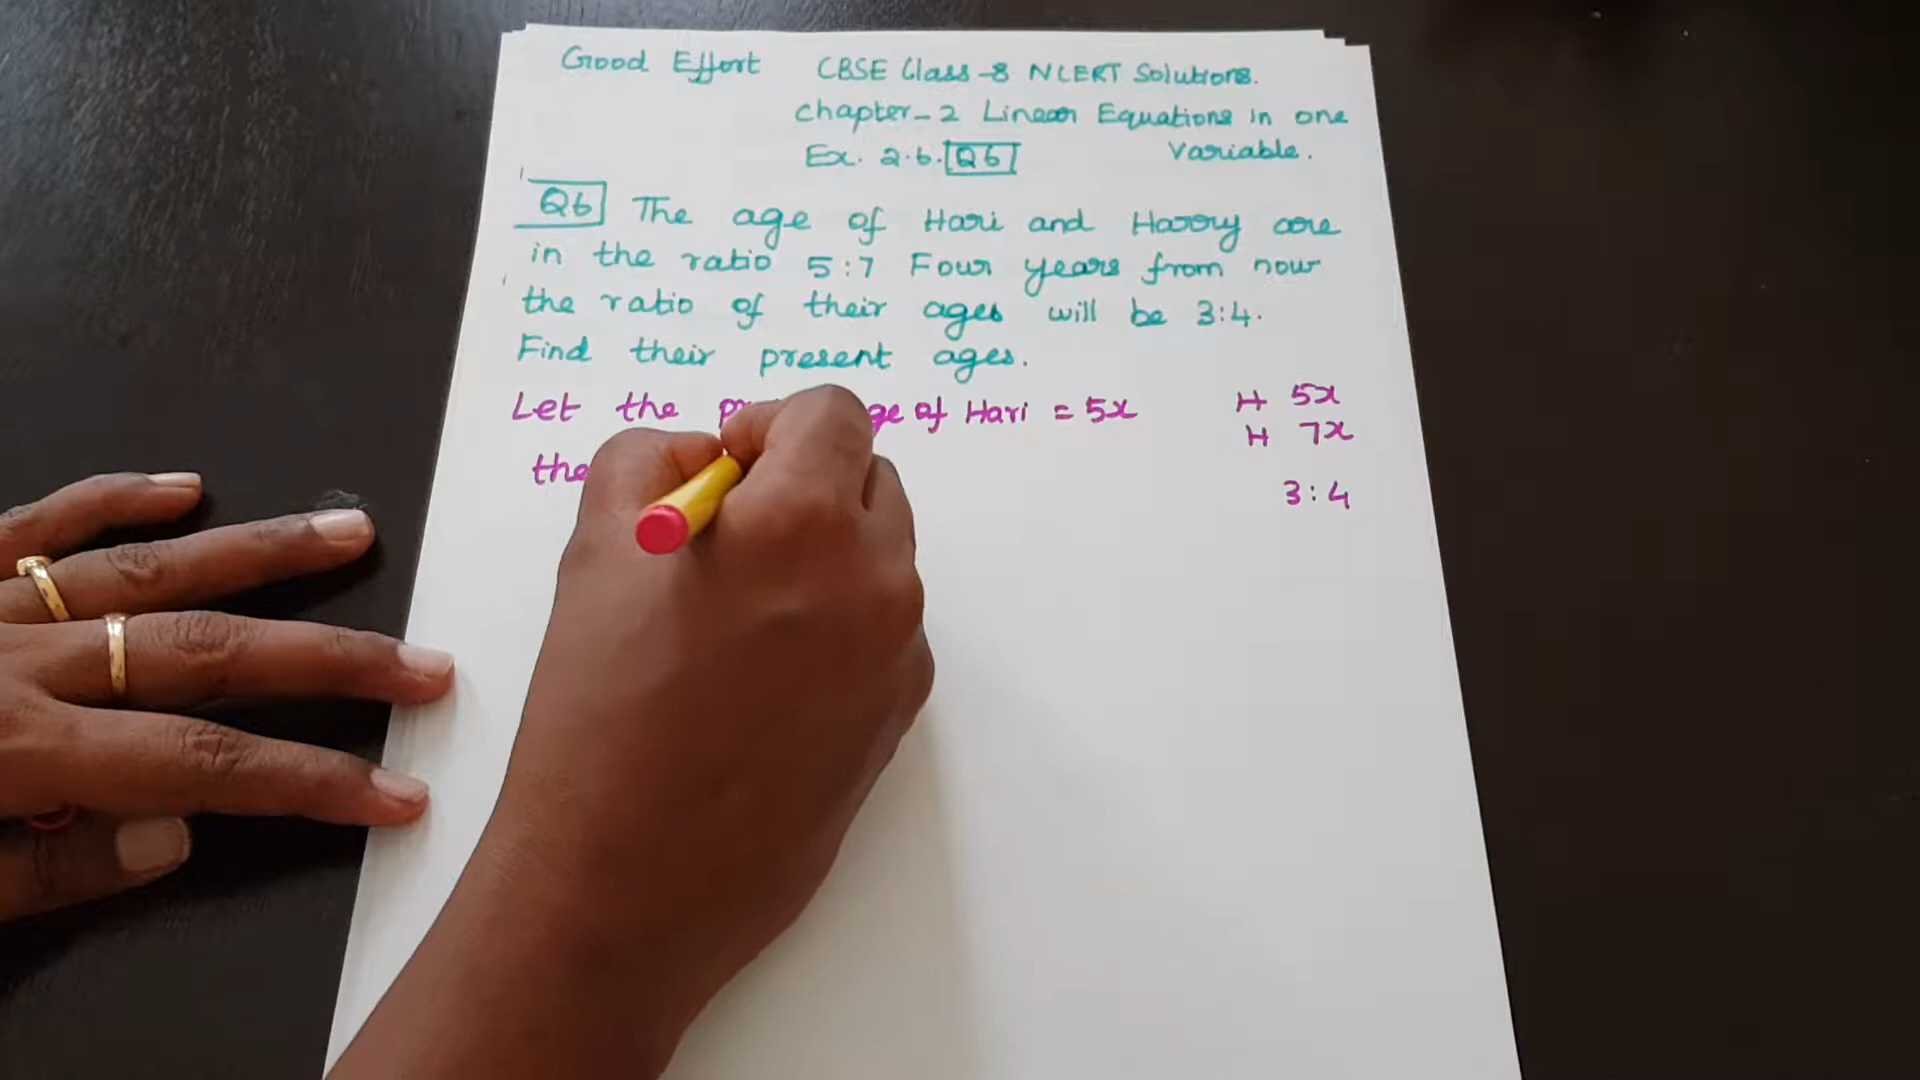 Good Effort CBSE Class-8 NCERT Solutions.
Chapter-2 Linear Equations in one
Variable.
Ex. 2.6. Q6
Q6 The age of Hari and Harry are
in the ratio 5:7 Four years from now
the ratio of their ages will be 3:4.
Find their present ages.
Let the of Hari = 5x
the
H 5x
H 7x
3:4